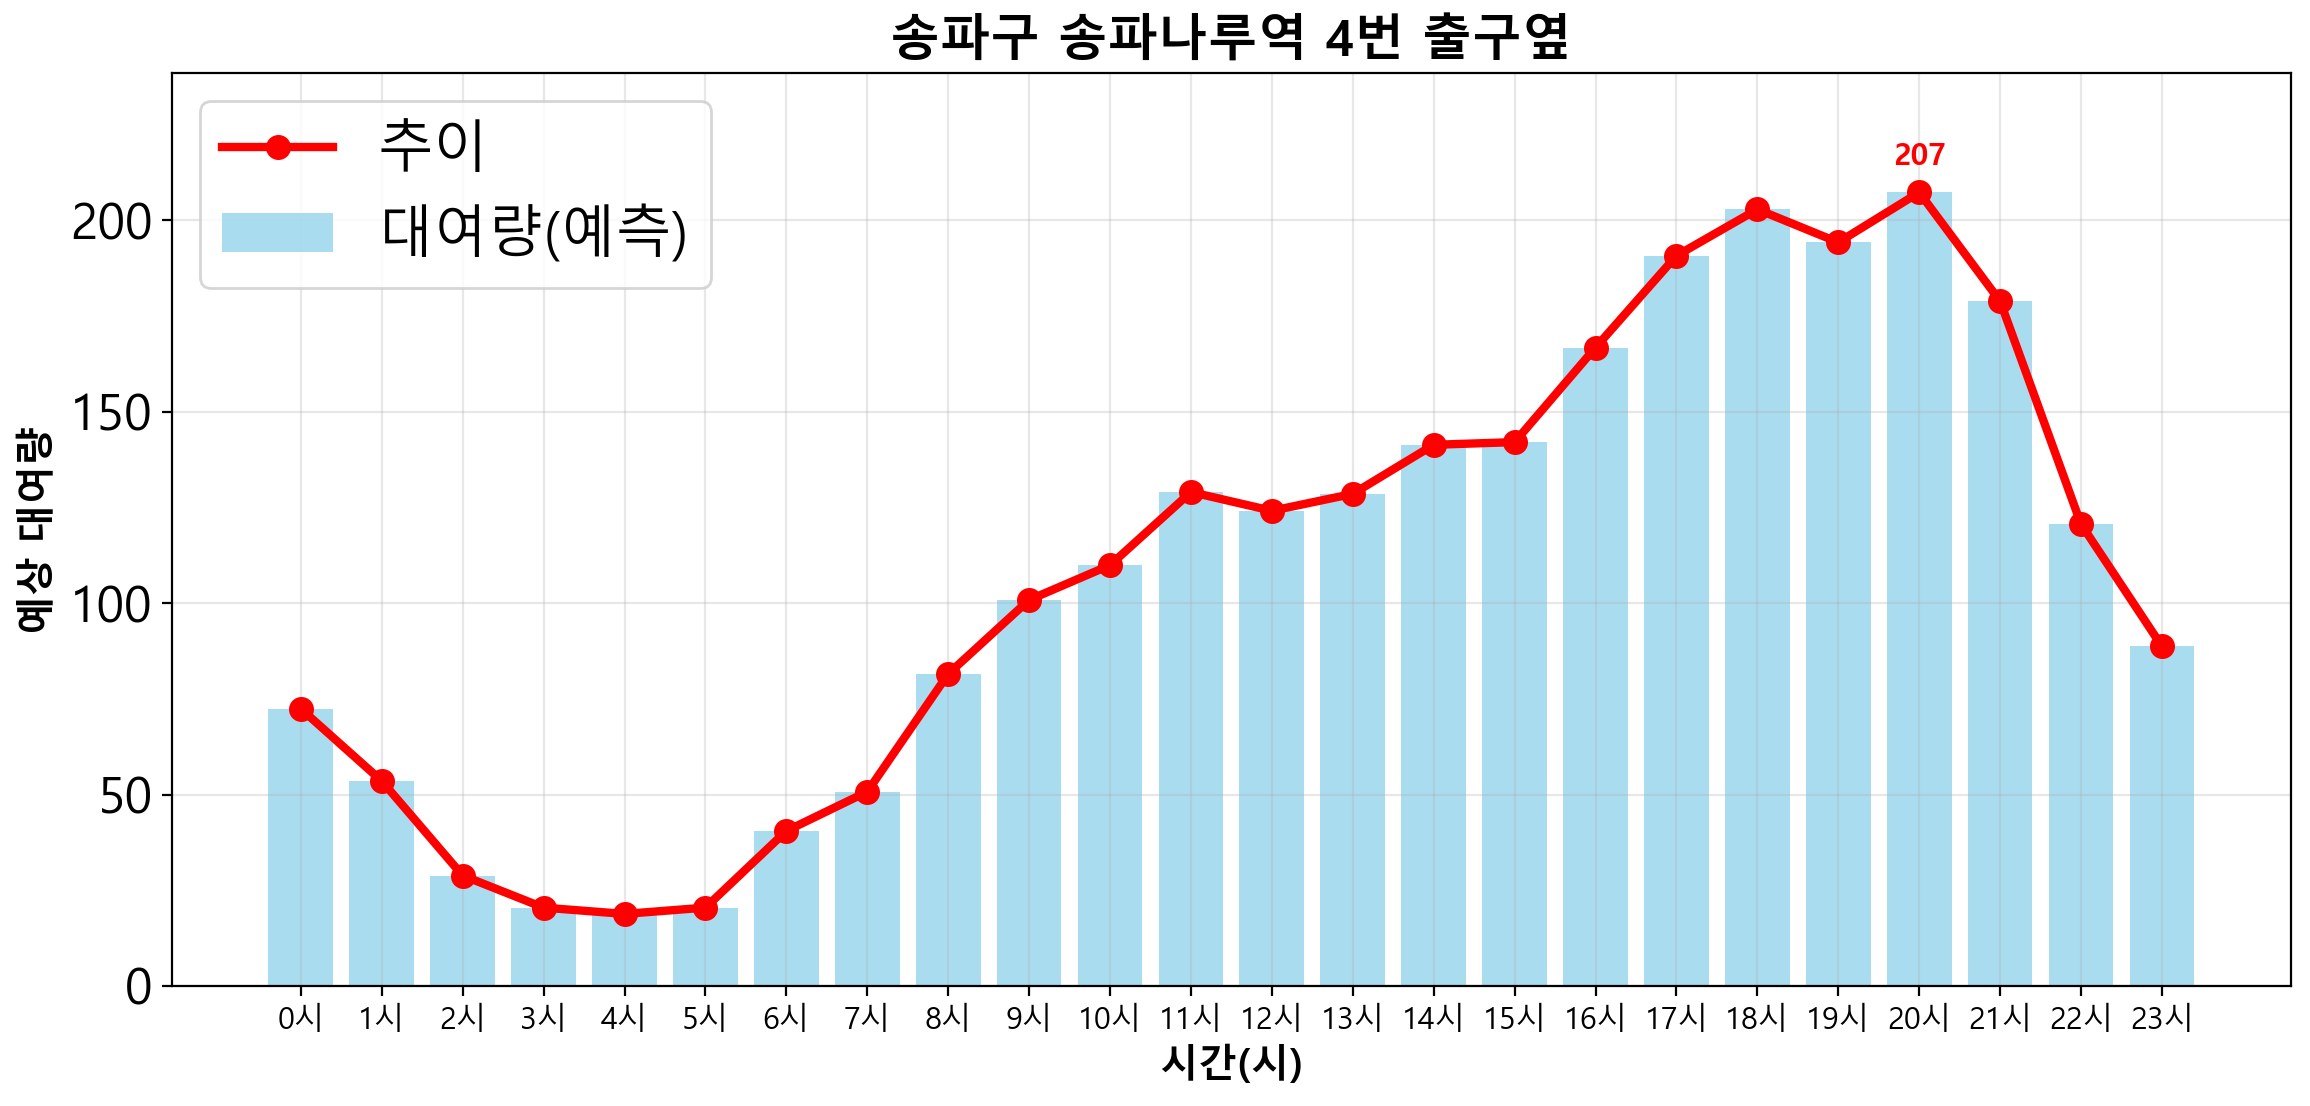 송파구 송파나루역 4번 출구옆
추이
대여량(예측)
207
예상 대여량
200
150
100
50
0
0시 1시 2시 3시 4시 5시 6시 7시 8시 9시 10시 11시 12시 13시 14시 15시 16시 17시 18시 19시 20시 21시 22시 23시
시간(시)